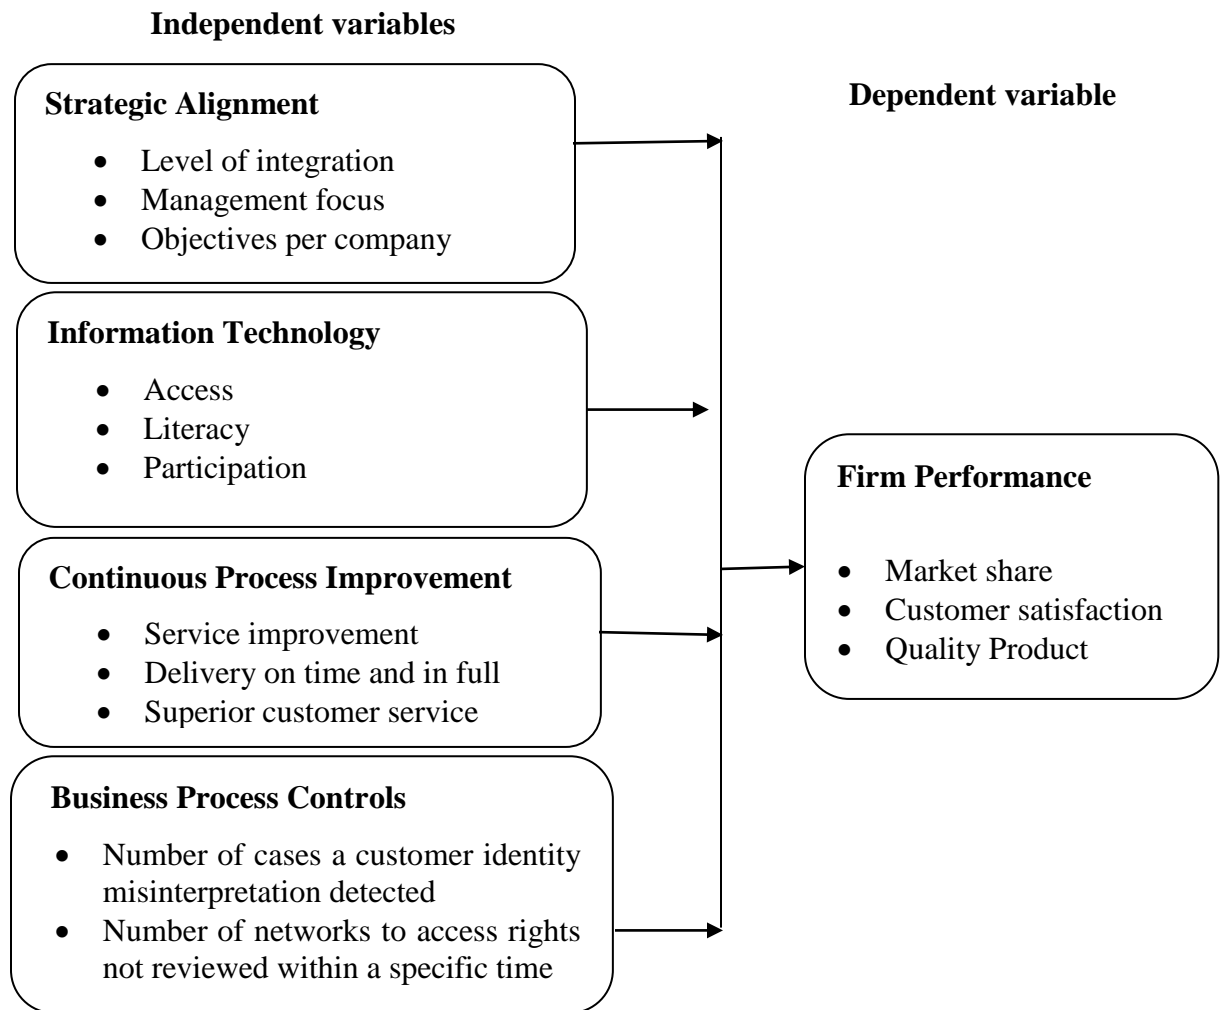 Independent variables
Strategic Alignment
• Level of integration
• Management focus
• Objectives per company
Information Technology
• Access
• Literacy
• Participation
Continuous Process Improvement
• Service improvement
• Delivery on time and in full
• Superior customer service
Business Process Controls
• Number of cases a customer identity
misinterpretation detected
• Number of networks to access rights
not reviewed within a specific time
Dependent variable
Firm Performance
• Market share
• Customer satisfaction
• Quality Product